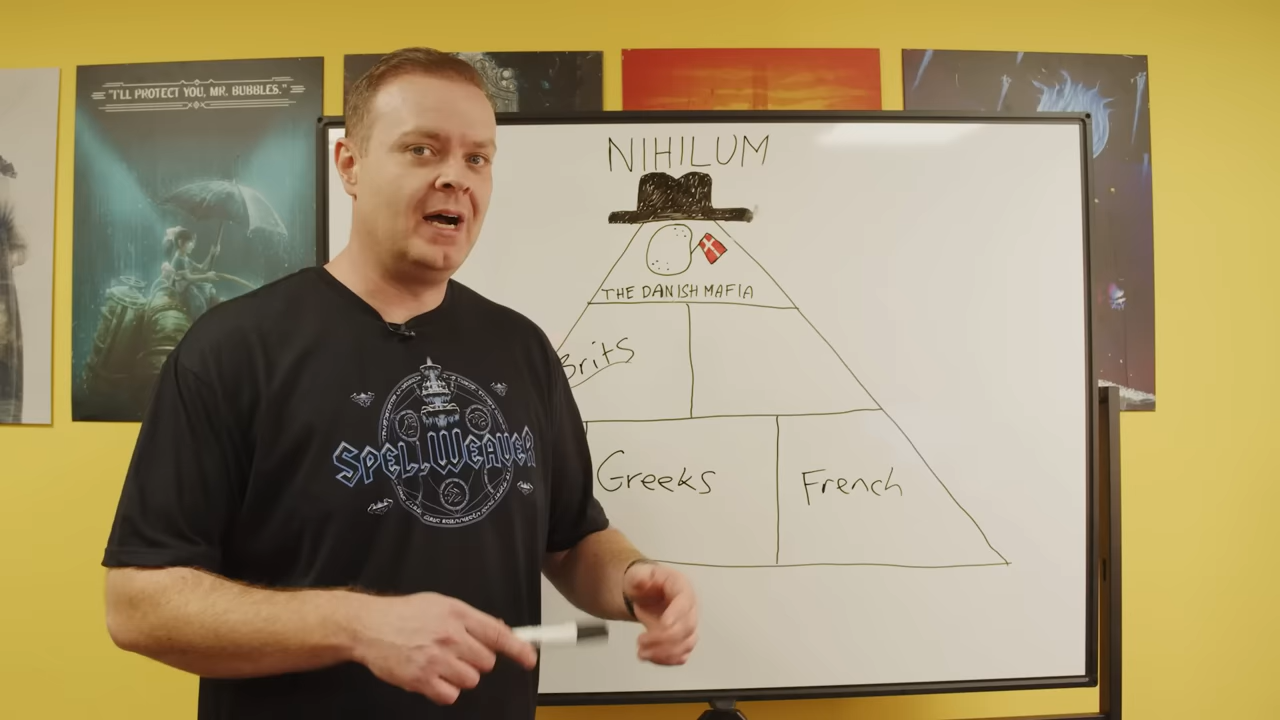 "I'LL PROTECT YOU, MR. BUBBLES."
NIHILUM
THE DANISH MAFIA
Brits
Greeks
French
SPELLWEAVER